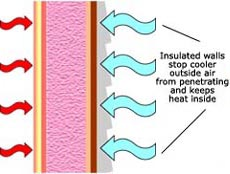 Insulated walls
stop cooler
outside air
from penetrating
and keeps
heat inside